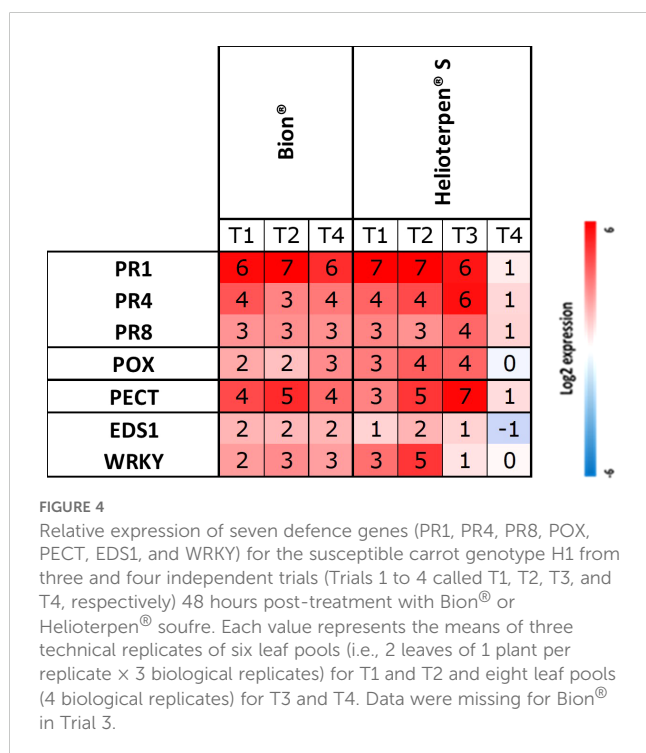 Bion®
Helioterpen® S
T1 T2 T4 T1 T2 T3 T4
PR1 6 7 6 7 7 6 1
PR4 4 3 4 4 4 6 1
PR8 3 3 3 3 3 4 1
POX 2 2 3 3 4 4 0
PECT 4 5 4 3 5 7 1
EDS1 2 2 2 1 2 1 -1
WRKY 2 3 3 3 5 1 0
6
Log2 expression
-6
FIGURE 4
Relative expression of seven defence genes (PR1, PR4, PR8, POX,
PECT, EDS1, and WRKY) for the susceptible carrot genotype H1 from
three and four independent trials (Trials 1 to 4 called T1, T2, T3, and
T4, respectively) 48 hours post-treatment with Bion® or
Helioterpen® soufre. Each value represents the means of three
technical replicates of six leaf pools (i.e., 2 leaves of 1 plant per
replicate × 3 biological replicates) for T1 and T2 and eight leaf pools
(4 biological replicates) for T3 and T4. Data were missing for Bion®
in Trial 3.